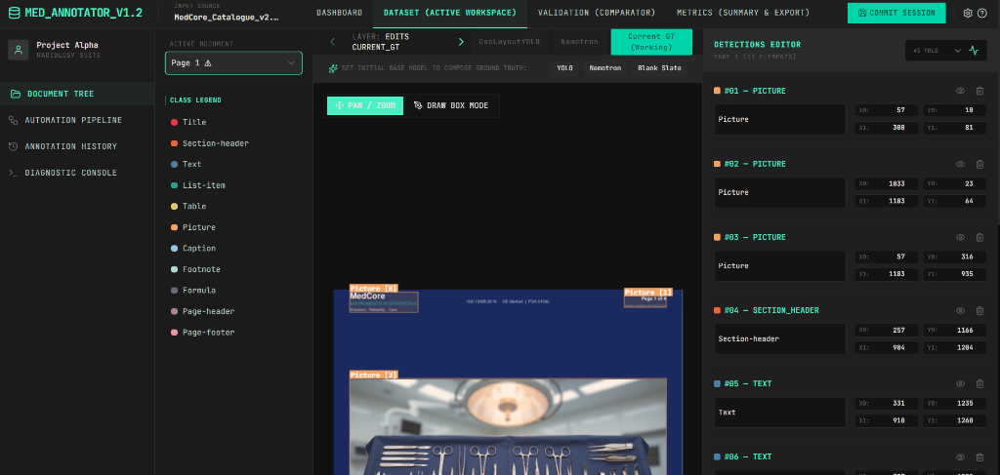 MED_ANNOTATOR_V1.2
INPUT SOURCE
MedCore_Catalogue_v2....
DASHBOARD
DATASET (ACTIVE WORKSPACE)
VALIDATION (COMPARATOR)
METRICS (SUMMARY & EXPORT)
COMMIT SESSION
Project Alpha
RADIOLOGY SUITE
DOCUMENT TREE
AUTOMATION PIPELINE
ANNOTATION HISTORY
>_ DIAGNOSTIC CONSOLE
ACTIVE DOCUMENT
Page 1 ⚠
CLASS LEGEND
Title
Section-header
Text
List-item
Table
Picture
Caption
Footnote
Formula
Page-header
Page-footer
LAYER: EDITS
CURRENT_GT
DocLayoutYOLO
Nemotron
Current GT
(Working)
SET INITIAL BASE MODEL TO COMPOSE GROUND TRUTH:
YOLO
Nemotron
Blank Slate
PAN / ZOOM
DRAW BOX MODE
Picture [0]
MedCore
INSTRUMENTS INTERNATIONAL
Picture [1]
Page 1 of 4
Picture [2]
DETECTIONS EDITOR
PAGE 1 (11 ELEMENTS)
VS YOLO
#01 — PICTURE
Picture
X0: 57
Y0: 10
X1: 300
Y1: 81
#02 — PICTURE
Picture
X0: 1033
Y0: 23
X1: 1183
Y1: 64
#03 — PICTURE
Picture
X0: 57
Y0: 316
X1: 1183
Y1: 935
#04 — SECTION_HEADER
Section-header
X0: 257
Y0: 1166
X1: 984
Y1: 1204
#05 — TEXT
Text
X0: 331
Y0: 1235
X1: 910
Y1: 1260
#06 — TEXT